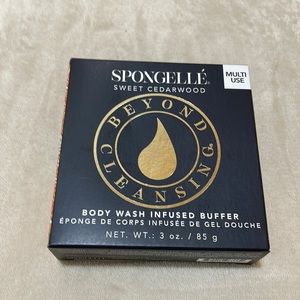 SPONGELLÉ®
SWEET CEDARWOOD
MULTI
USE
BEYOND
CLEANSING®
BODY WASH INFUSED BUFFER
ÉPONGE DE CORPS INFUSÉE DE GEL DOUCHE
NET. WT.: 3 oz. / 85 g